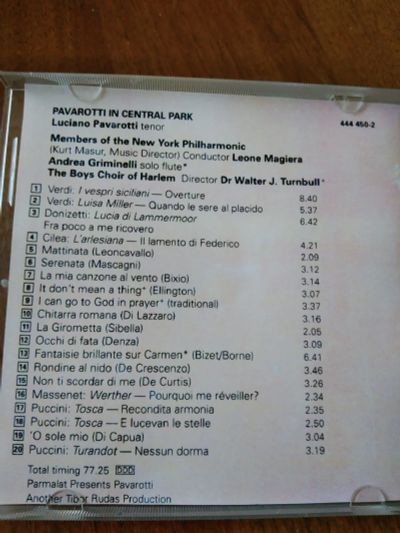 PAVAROTTI IN CENTRAL PARK
Luciano Pavarotti tenor 444 450-2
Members of the New York Philharmonic
(Kurt Masur, Music Director) Conductor Leone Magiera
Andrea Griminelli solo flute*
The Boys Choir of Harlem Director Dr Walter J. Turnbull+
1 Verdi: I vespri siciliani — Overture 8.40
2 Verdi: Luisa Miller — Quando le sere al placido 5.37
3 Donizetti: Lucia di Lammermoor 6.42
Fra poco a me ricovero
4 Cilea: L'arlesiana — Il lamento di Federico 4.21
5 Mattinata (Leoncavallo) 2.09
6 Serenata (Mascagni) 3.12
7 La mia canzone al vento (Bixio) 3.14
8 It don't mean a thing+ (Ellington) 3.07
9 I can go to God in prayer+ (traditional) 3.37
10 Chitarra romana (Di Lazzaro) 3.16
11 La Girometta (Sibella) 2.05
12 Occhi di fata (Denza) 3.09
13 Fantaisie brillante sur Carmen* (Bizet/Borne) 6.41
14 Rondine al nido (De Crescenzo) 3.46
15 Non ti scordar di me (De Curtis) 3.26
16 Massenet: Werther — Pourquoi me réveiller? 2.34
17 Puccini: Tosca — Recondita armonia 2.35
18 Puccini: Tosca — E lucevan le stelle 2.50
19 'O sole mio (Di Capua) 3.04
20 Puccini: Turandot — Nessun dorma 3.19
Total timing 77.25 DDD
Parmalat Presents Pavarotti
Another Tibor Rudas Production